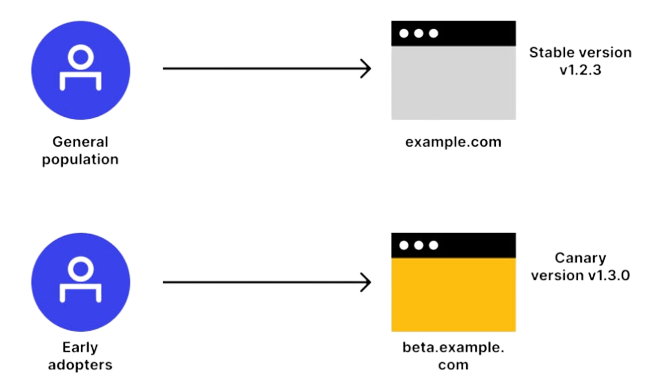 General
population
example.com
Stable version
v1.2.3
Early
adopters
beta.example.
com
Canary
version v1.3.0